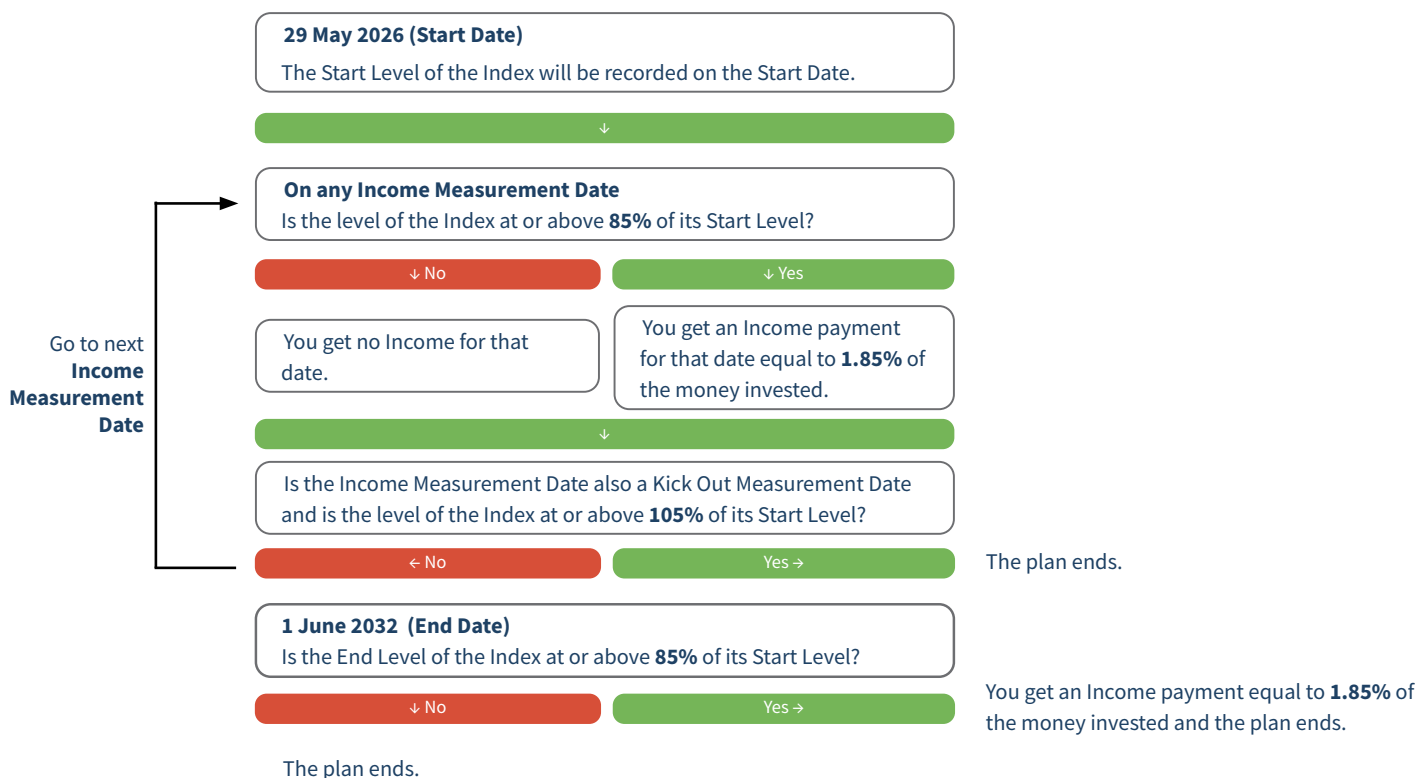 29 May 2026 (Start Date)
The Start Level of the Index will be recorded on the Start Date.
↓
On any Income Measurement Date
Is the level of the Index at or above 85% of its Start Level?
↓ No
↓ Yes
You get no Income for that
date.
You get an Income payment
for that date equal to 1.85% of
the money invested.
Go to next
Income
Measurement
Date
↓
Is the Income Measurement Date also a Kick Out Measurement Date
and is the level of the Index at or above 105% of its Start Level?
← No
Yes →
The plan ends.
1 June 2032 (End Date)
Is the End Level of the Index at or above 85% of its Start Level?
↓ No
Yes →
You get an Income payment equal to 1.85% of
the money invested and the plan ends.
The plan ends.